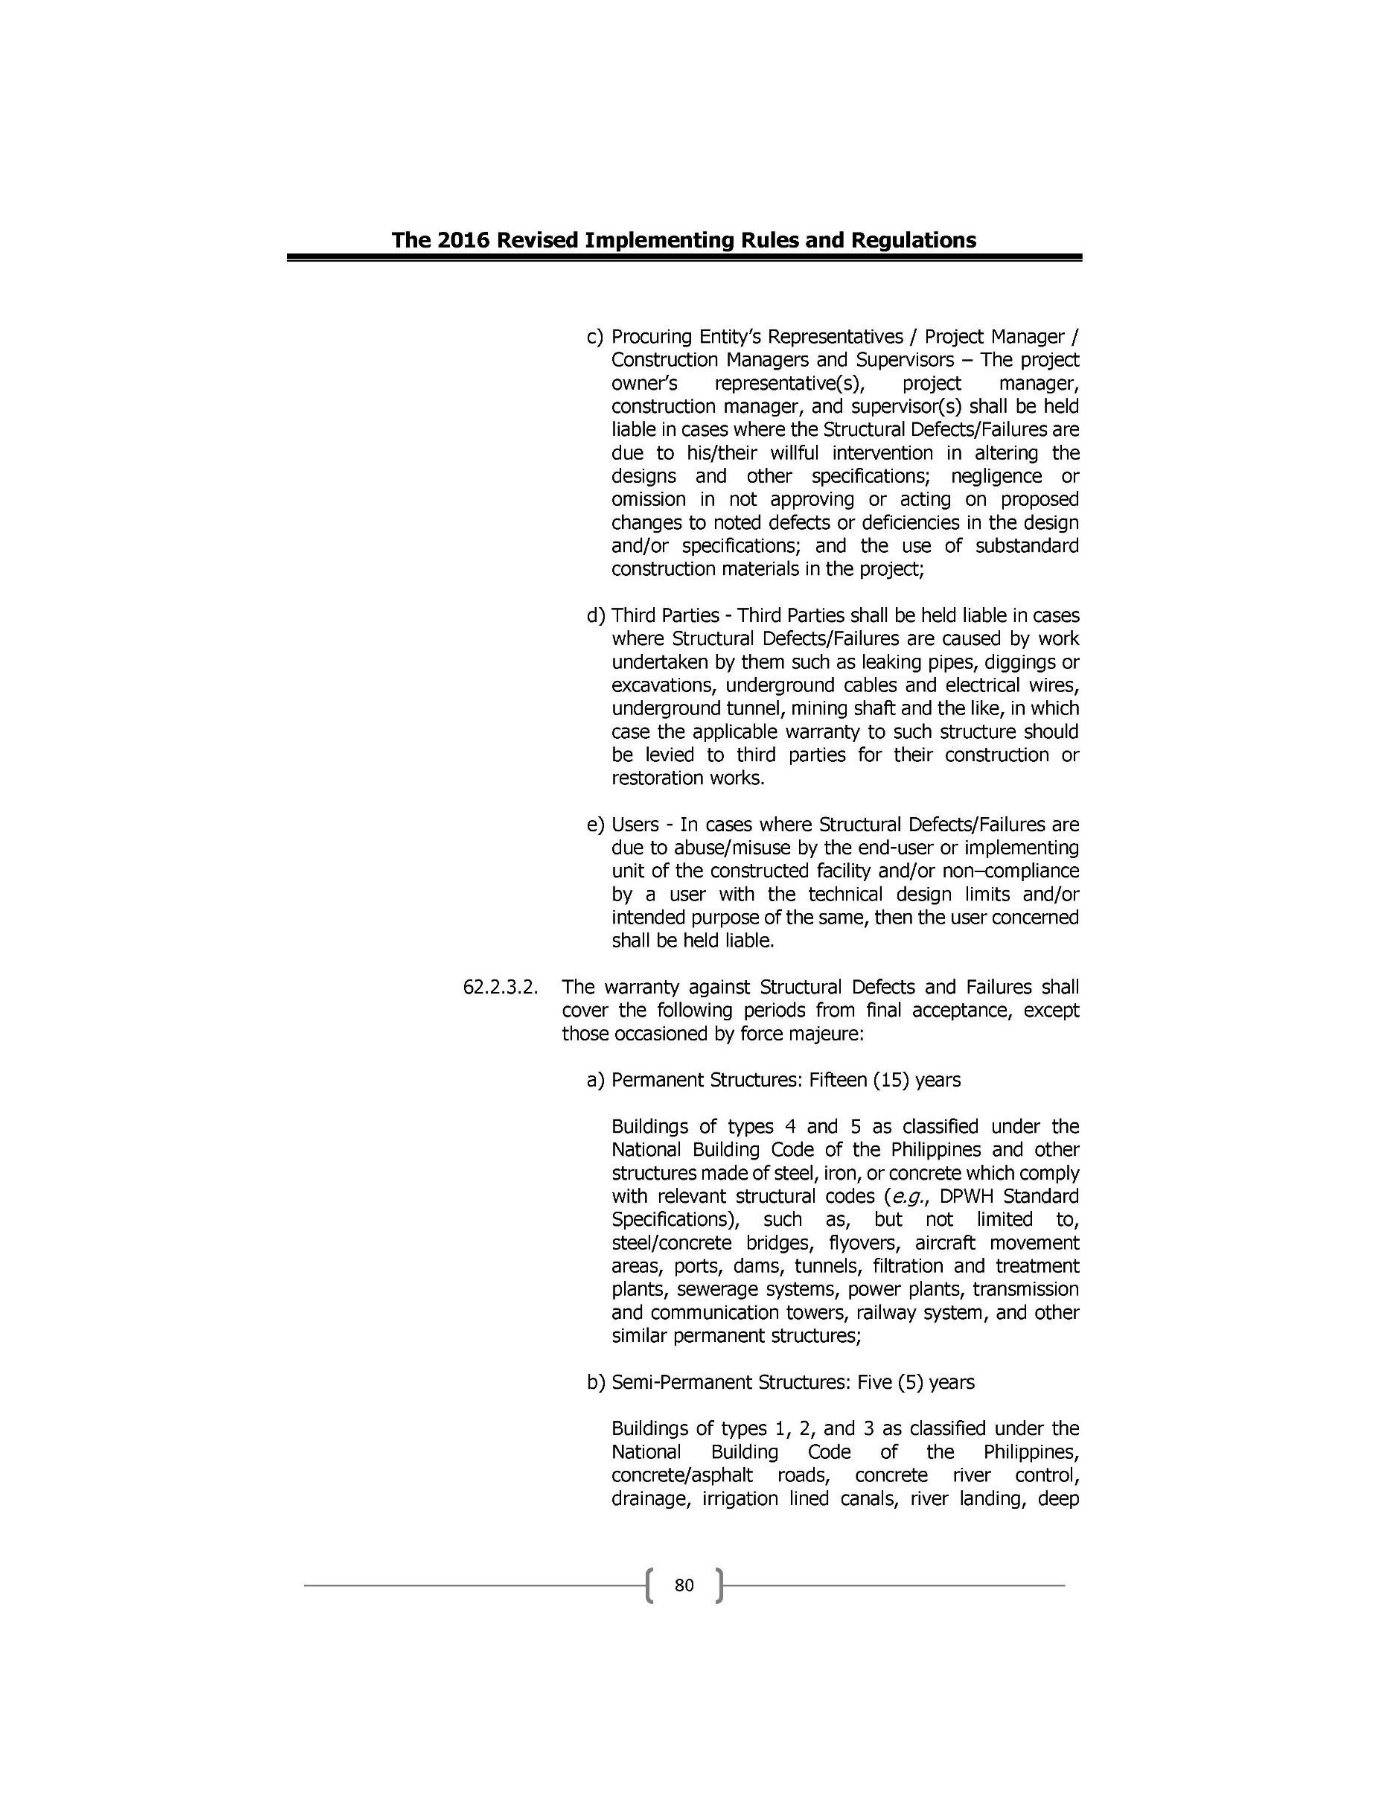 The 2016 Revised Implementing Rules and Regulations
c) Procuring Entity's Representatives / Project Manager /
Construction Managers and Supervisors – The project
owner's representative(s), project manager,
construction manager, and supervisor(s) shall be held
liable in cases where the Structural Defects/Failures are
due to his/their willful intervention in altering the
designs and other specifications; negligence or
omission in not approving or acting on proposed
changes to noted defects or deficiencies in the design
and/or specifications; and the use of substandard
construction materials in the project;
d) Third Parties - Third Parties shall be held liable in cases
where Structural Defects/Failures are caused by work
undertaken by them such as leaking pipes, diggings or
excavations, underground cables and electrical wires,
underground tunnel, mining shaft and the like, in which
case the applicable warranty to such structure should
be levied to third parties for their construction or
restoration works.
e) Users - In cases where Structural Defects/Failures are
due to abuse/misuse by the end-user or implementing
unit of the constructed facility and/or non–compliance
by a user with the technical design limits and/or
intended purpose of the same, then the user concerned
shall be held liable.
62.2.3.2. The warranty against Structural Defects and Failures shall
cover the following periods from final acceptance, except
those occasioned by force majeure:
a) Permanent Structures: Fifteen (15) years
Buildings of types 4 and 5 as classified under the
National Building Code of the Philippines and other
structures made of steel, iron, or concrete which comply
with relevant structural codes (e.g., DPWH Standard
Specifications), such as, but not limited to,
steel/concrete bridges, flyovers, aircraft movement
areas, ports, dams, tunnels, filtration and treatment
plants, sewerage systems, power plants, transmission
and communication towers, railway system, and other
similar permanent structures;
b) Semi-Permanent Structures: Five (5) years
Buildings of types 1, 2, and 3 as classified under the
National Building Code of the Philippines,
concrete/asphalt roads, concrete river control,
drainage, irrigation lined canals, river landing, deep
80